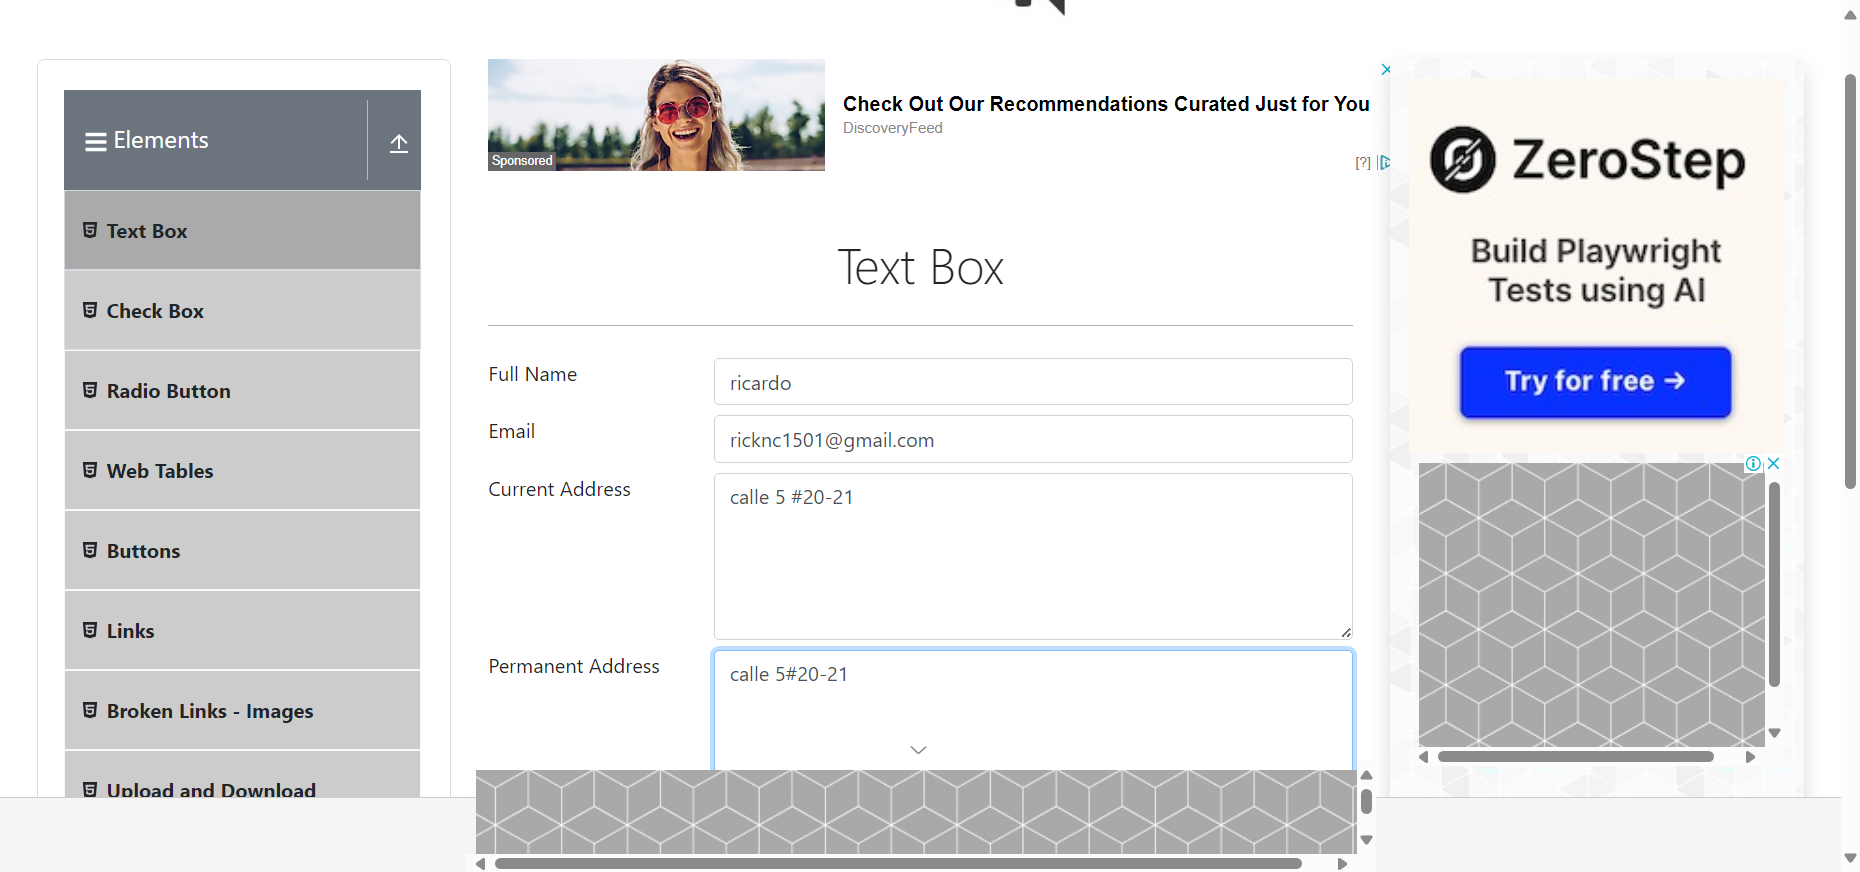 Elements
Text Box
Check Box
Radio Button
Web Tables
Buttons
Links
Broken Links - Images
Upload and Download
Sponsored
Check Out Our Recommendations Curated Just for You
DiscoveryFeed
[?]
Text Box
Full Name
ricardo
Email
ricknc1501@gmail.com
Current Address
calle 5 #20-21
Permanent Address
calle 5#20-21
ZeroStep
Build Playwright
Tests using AI
Try for free →